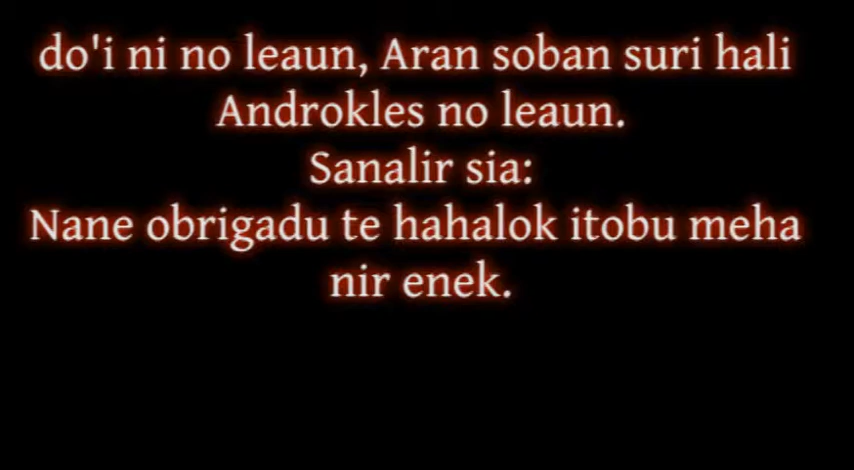 do'i ni no leaun, Aran soban suri hali
Androkles no leaun.
Sanalir sia:
Nane obrigadu te hahalok itobu meha
nir enek.